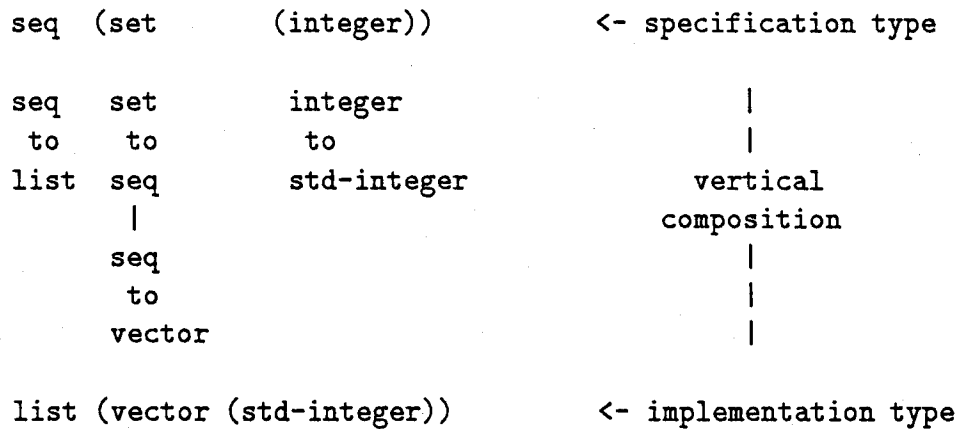 seq (set (integer)) <- specification type
seq set integer |
to to to |
list seq std-integer vertical
| composition
seq |
to |
vector |
list (vector (std-integer)) <- implementation type